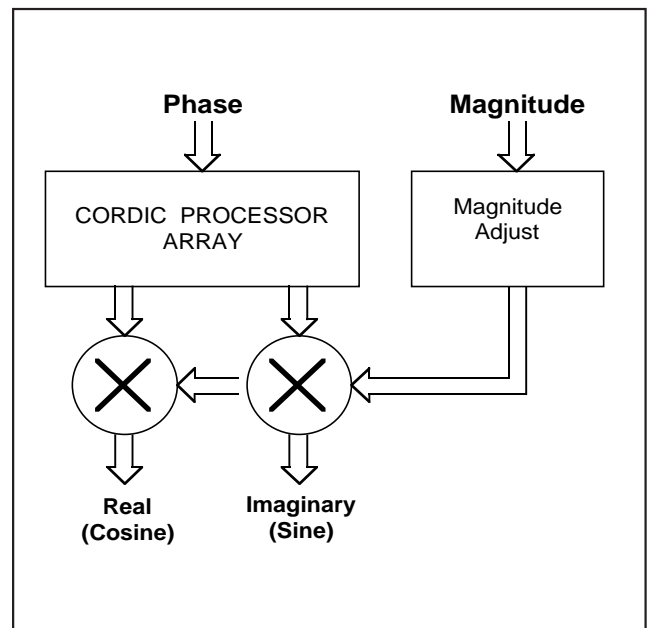 Phase
Magnitude
CORDIC PROCESSOR
ARRAY
Magnitude
Adjust
Real
(Cosine)
Imaginary
(Sine)